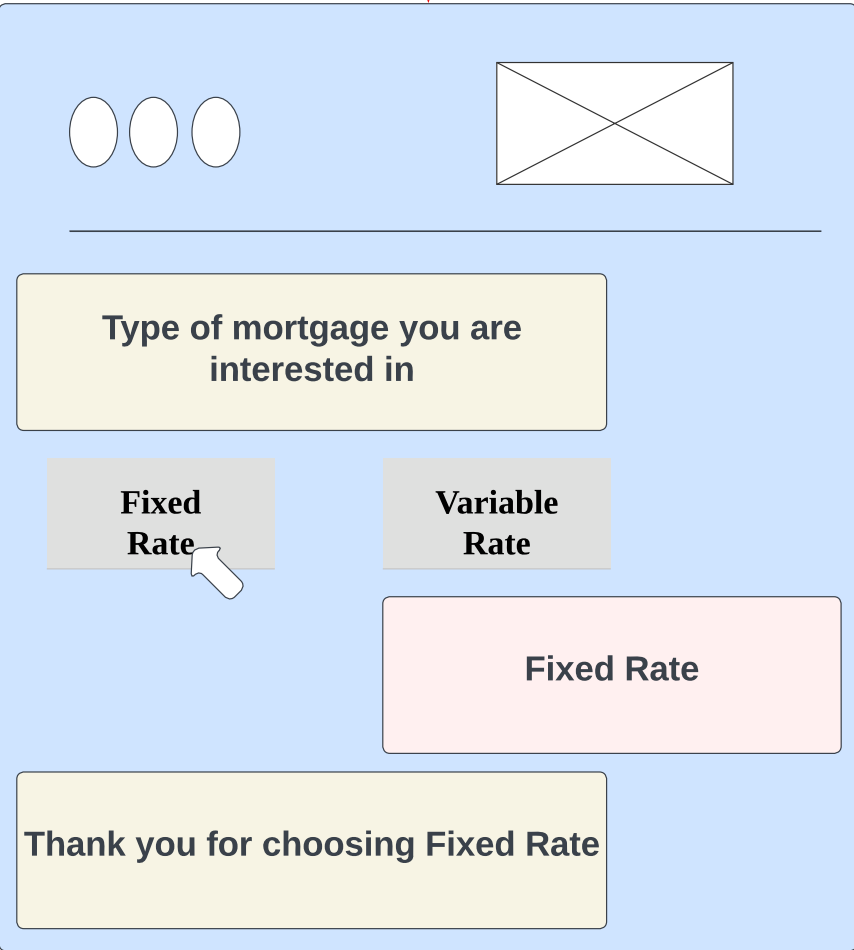 Type of mortgage you are
interested in
Fixed
Rate
Variable
Rate
Fixed Rate
Thank you for choosing Fixed Rate